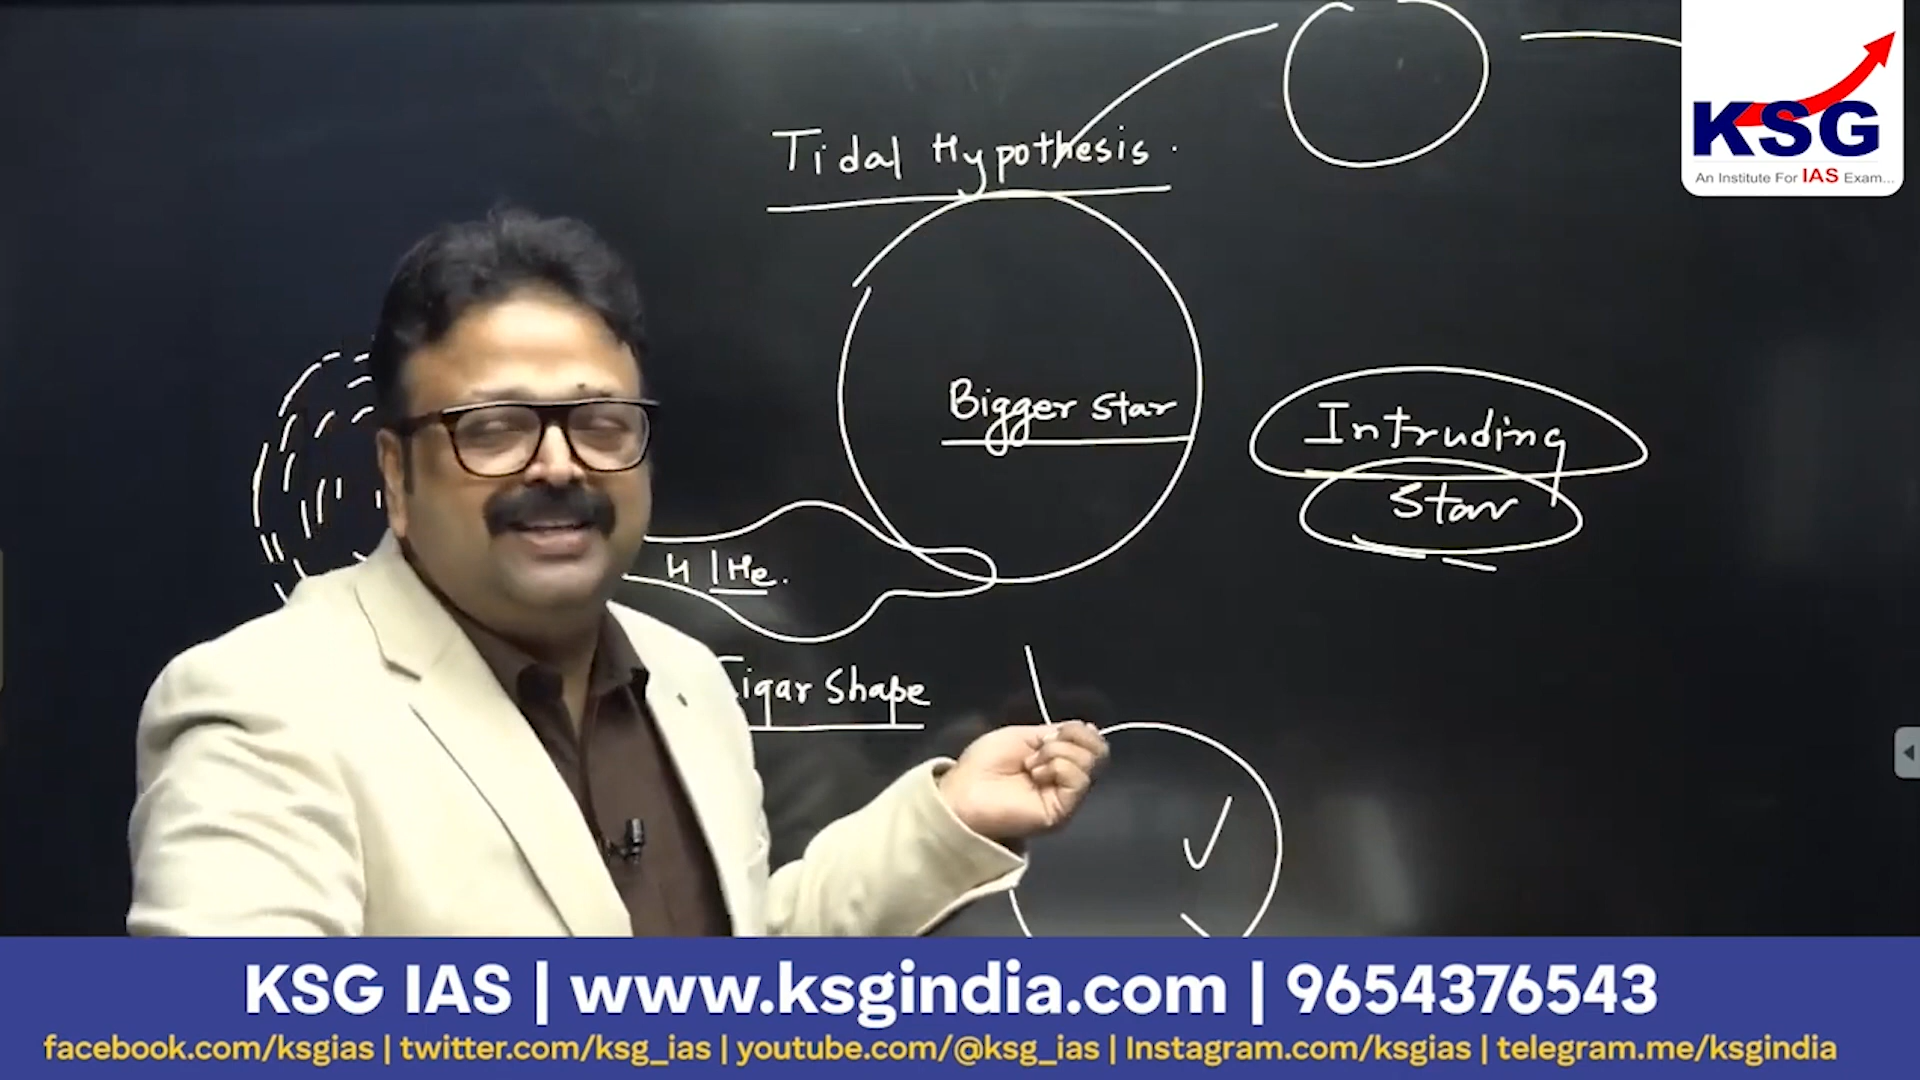 Tidal Hypothesis.
KSG
An Institute For IAS Exam...
Bigger Star
Intruding
Star
H | He.
Cigar Shape
KSG IAS | www.ksgindia.com | 9654376543
facebook.com/ksgias | twitter.com/ksg_ias | youtube.com/@ksg_ias | Instagram.com/ksgias | telegram.me/ksgindia